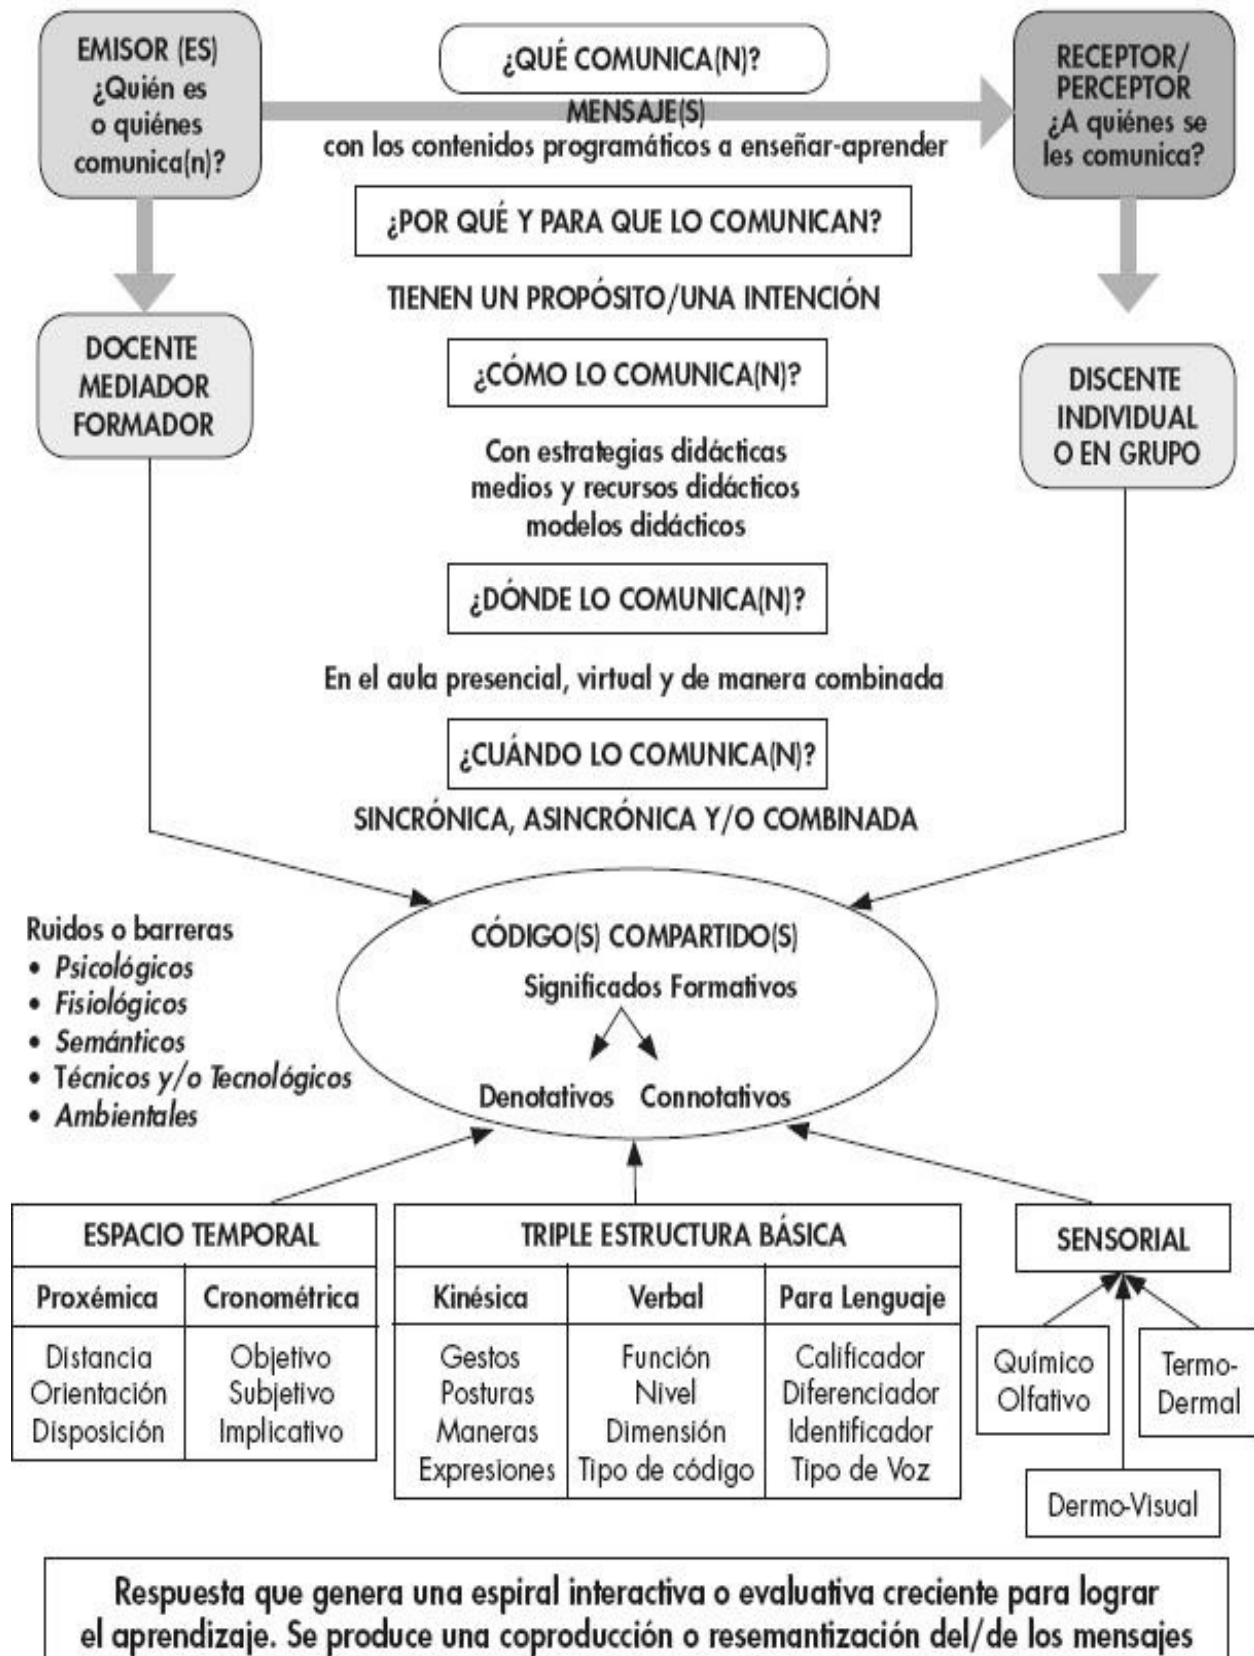 EMISOR (ES)
¿Quién es
o quiénes
comunica(n)?
¿QUÉ COMUNICA(N)?
MENSAJE(S)
con los contenidos programáticos a enseñar-aprender
RECEPTOR/
PERCEPTOR
¿A quiénes se
les comunica?
¿POR QUÉ Y PARA QUE LO COMUNICAN?
TIENEN UN PROPÓSITO/UNA INTENCIÓN
DOCENTE
MEDIADOR
FORMADOR
¿CÓMO LO COMUNICA(N)?
DISCENTE
INDIVIDUAL
O EN GRUPO
Con estrategias didácticas
medios y recursos didácticos
modelos didácticos
¿DÓNDE LO COMUNICA(N)?
En el aula presencial, virtual y de manera combinada
¿CUÁNDO LO COMUNICA(N)?
SINCRÓNICA, ASINCRÓNICA Y/O COMBINADA
Ruidos o barreras
• Psicológicos
• Fisiológicos
• Semánticos
• Técnicos y/o Tecnológicos
• Ambientales
CÓDIGO(S) COMPARTIDO(S)
Significados Formativos
Denotativos Connotativos
ESPACIO TEMPORAL
Proxémica Cronométrica
Distancia Objetivo
Orientación Subjetivo
Disposición Implicativo
TRIPLE ESTRUCTURA BÁSICA
Kinésica Verbal Para Lenguaje
Gestos Función Calificador
Posturas Nivel Diferenciador
Maneras Dimensión Identificador
Expresiones Tipo de código Tipo de Voz
SENSORIAL
Químico
Olfativo
Termo-
Dermal
Dermo-Visual
Respuesta que genera una espiral interactiva o evaluativa creciente para lograr
el aprendizaje. Se produce una coproducción o resemantización del/de los mensajes